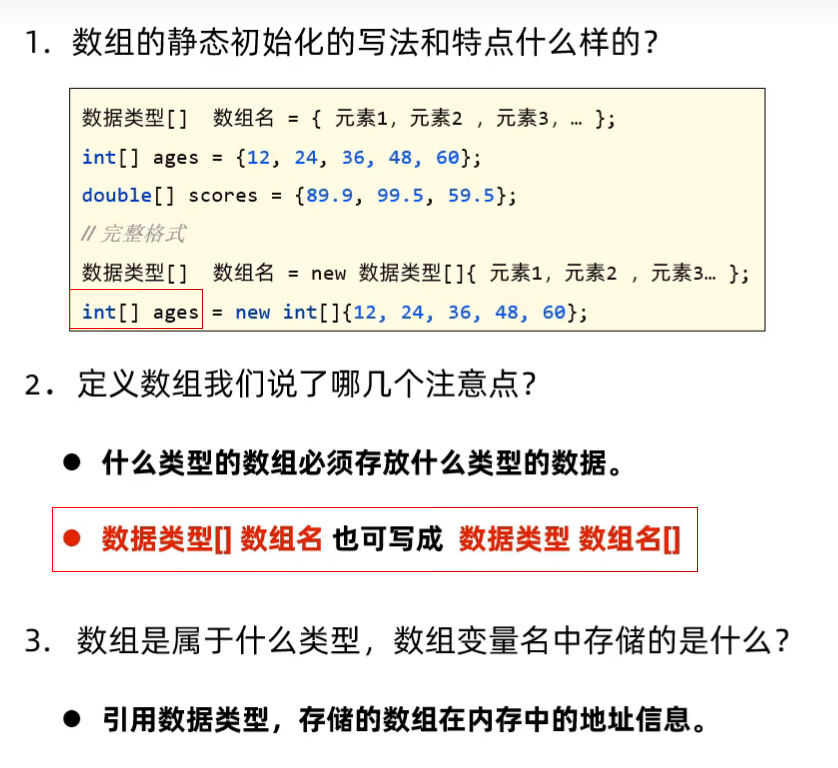 1. 数组的静态初始化的写法和特点什么样的？
数据类型[] 数组名 = { 元素1，元素2 ，元素3，… };
int[] ages = {12, 24, 36, 48, 60};
double[] scores = {89.9, 99.5, 59.5};
// 完整格式
数据类型[] 数组名 = new 数据类型[]{ 元素1，元素2 ，元素3… };
int[] ages = new int[]{12, 24, 36, 48, 60};
2. 定义数组我们说了哪几个注意点？
● 什么类型的数组必须存放什么类型的数据。
● 数据类型[] 数组名 也可写成 数据类型 数组名[]
3. 数组是属于什么类型，数组变量名中存储的是什么？
● 引用数据类型，存储的数组在内存中的地址信息。